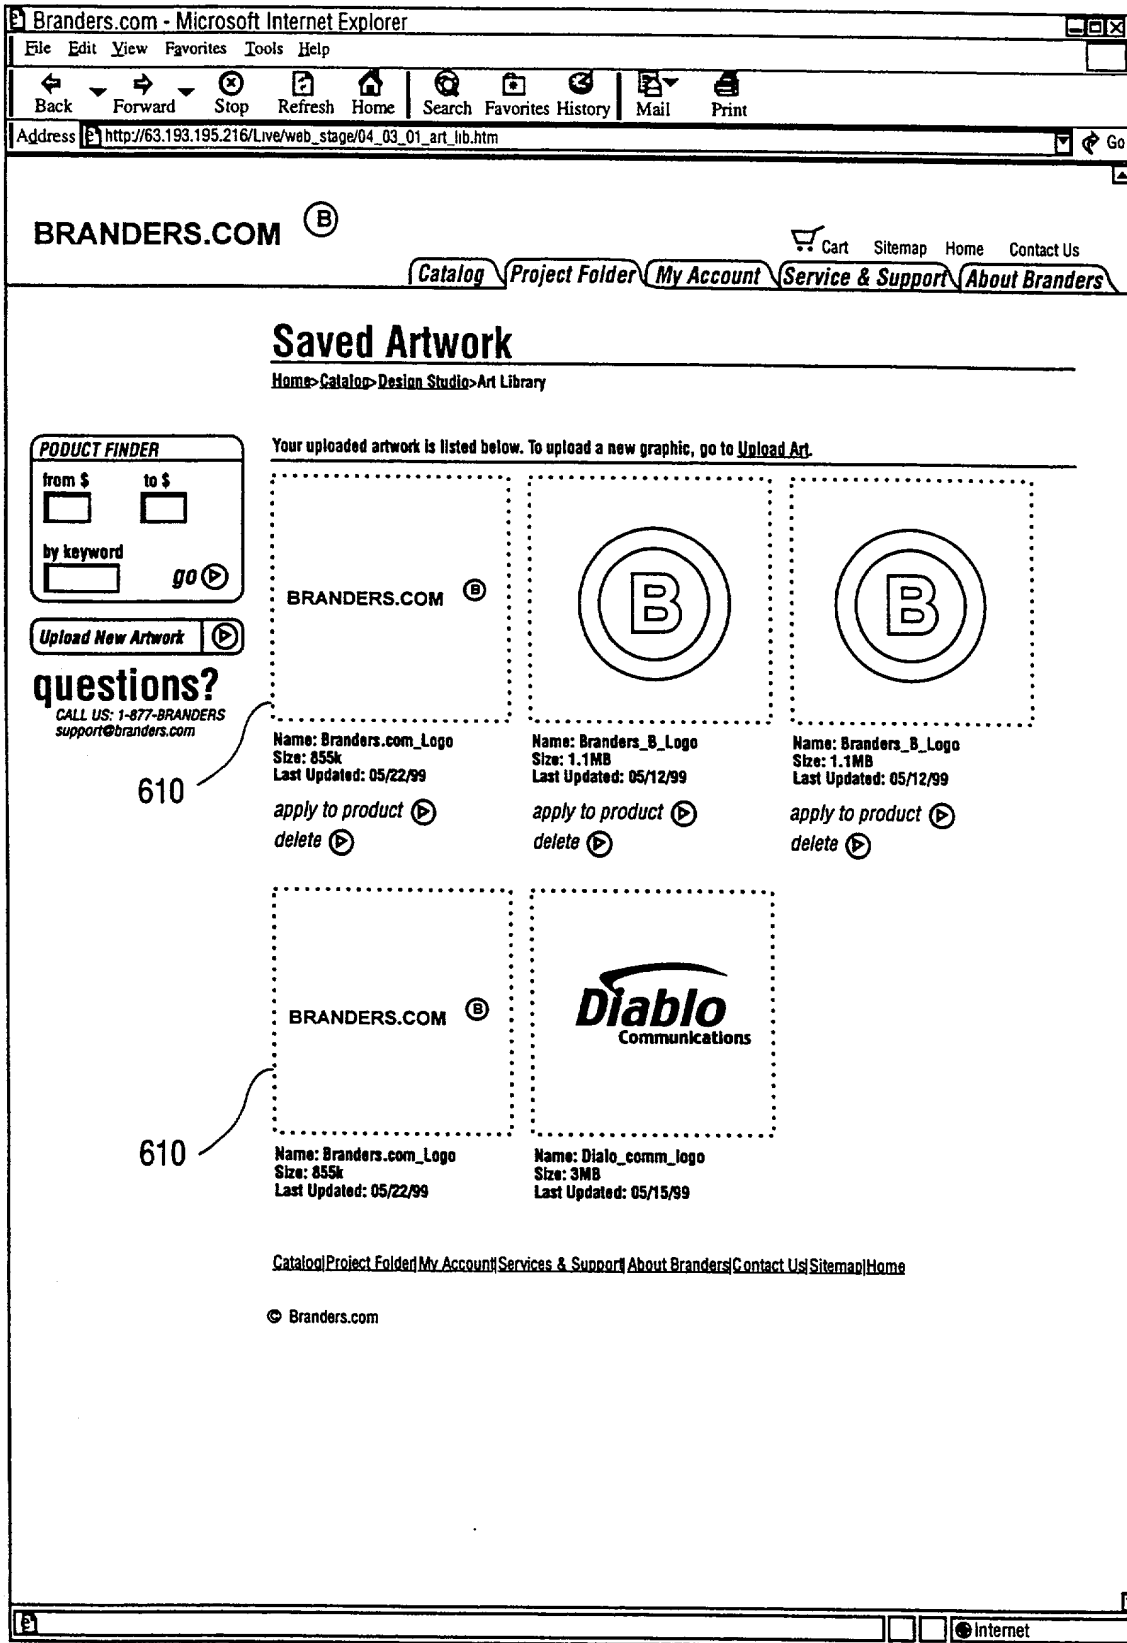 Branders.com - Microsoft Internet Explorer
File Edit View Favorites Tools Help
Back Forward Stop Refresh Home Search Favorites History Mail Print
Address http://63.193.195.216/Live/web_stage/04_03_01_art_lib.htm Go
BRANDERS.COM B
Cart Sitemap Home Contact Us
Catalog Project Folder My Account Service & Support About Branders
Saved Artwork
Home>Catalog>Design Studio>Art Library
PODUCT FINDER
from $ to $
by keyword
go
Upload New Artwork
questions?
CALL US: 1-877-BRANDERS
support@branders.com
Your uploaded artwork is listed below. To upload a new graphic, go to Upload Art.
BRANDERS.COM B
B
B
610
Name: Branders.com_Logo
Size: 855k
Last Updated: 05/22/99
apply to product
delete
Name: Branders_B_Logo
Size: 1.1MB
Last Updated: 05/12/99
apply to product
delete
Name: Branders_B_Logo
Size: 1.1MB
Last Updated: 05/12/99
apply to product
delete
BRANDERS.COM B
Diablo
Communications
610
Name: Branders.com_Logo
Size: 855k
Last Updated: 05/22/99
Name: Dialo_comm_logo
Size: 3MB
Last Updated: 05/15/99
Catalog|Project Folder|My Account|Services & Support|About Branders|Contact Us|Sitemap|Home
© Branders.com
Internet